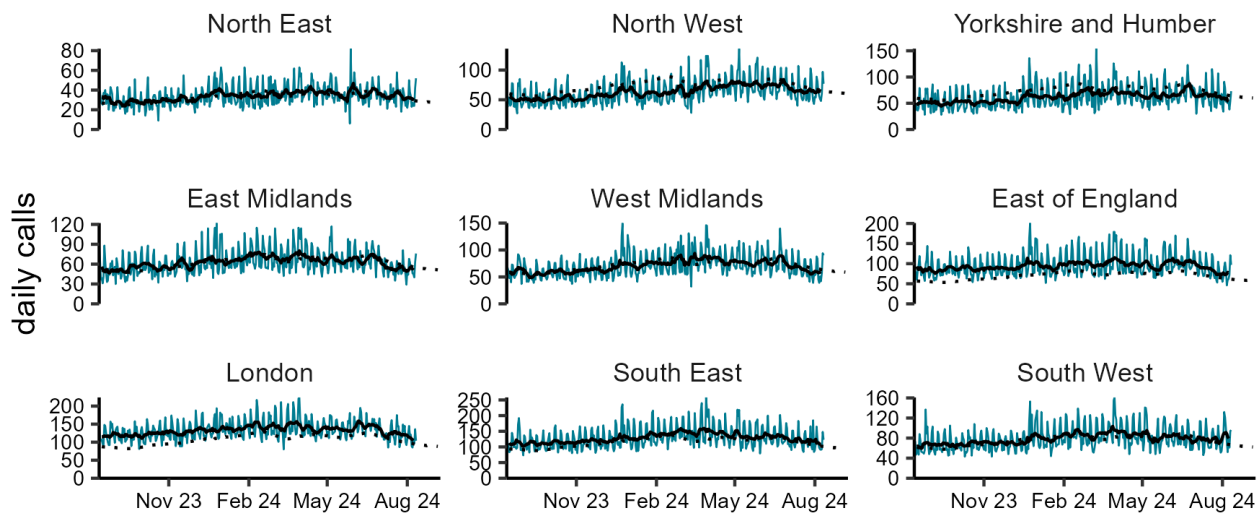 North East North West Yorkshire and Humber
80 100 150
60 50 100
40 0 50
20 0
0
East Midlands West Midlands East of England
daily calls
120 150 200
90 100 150
60 50 100
30 0 50
0 0
London South East South West
200 250 160
150 200 120
100 150 80
50 100 40
0 50 0
0
Nov 23 Feb 24 May 24 Aug 24 Nov 23 Feb 24 May 24 Aug 24 Nov 23 Feb 24 May 24 Aug 24